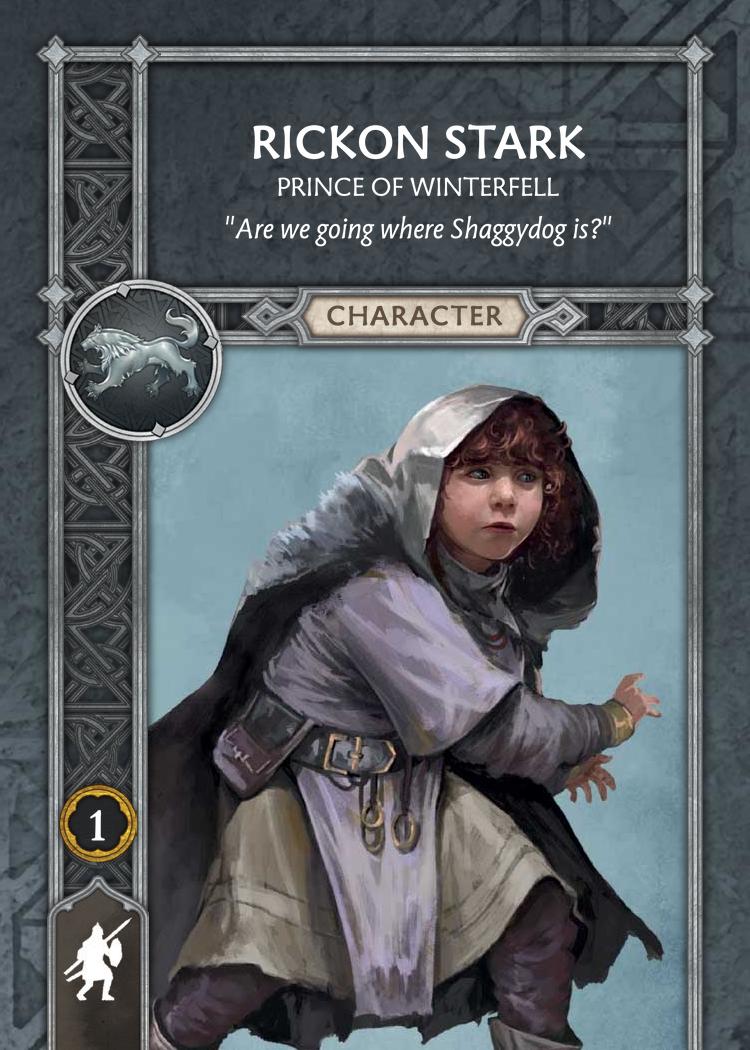 RICKON STARK
PRINCE OF WINTERFELL
"Are we going where Shaggydog is?"
CHARACTER
1